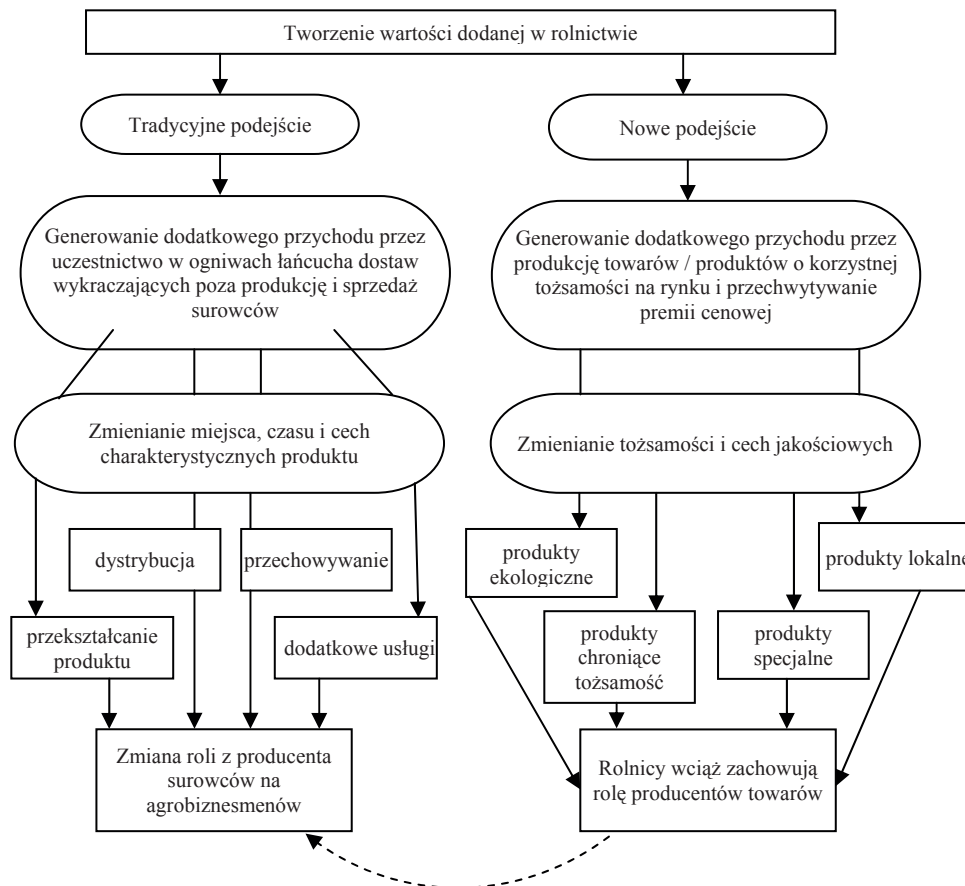 Tworzenie wartości dodanej w rolnictwie
Tradycyjne podejście
Nowe podejście
Generowanie dodatkowego przychodu przez
uczestnictwo w ogniwach łańcucha dostaw
wykraczających poza produkcję i sprzedaż
surowców
Generowanie dodatkowego przychodu przez
produkcję towarów / produktów o korzystnej
tożsamości na rynku i przechwytywanie
premii cenowej
Zmienianie miejsca, czasu i cech
charakterystycznych produktu
Zmienianie tożsamości i cech jakościowych
dystrybucja
przechowywanie
produkty
ekologiczne
produkty lokalne
przekształcanie
produktu
dodatkowe usługi
produkty
chroniące
tożsamość
produkty
specjalne
Zmiana roli z producenta
surowców na
agrobiznesmenów
Rolnicy wciąż zachowują
rolę producentów towarów